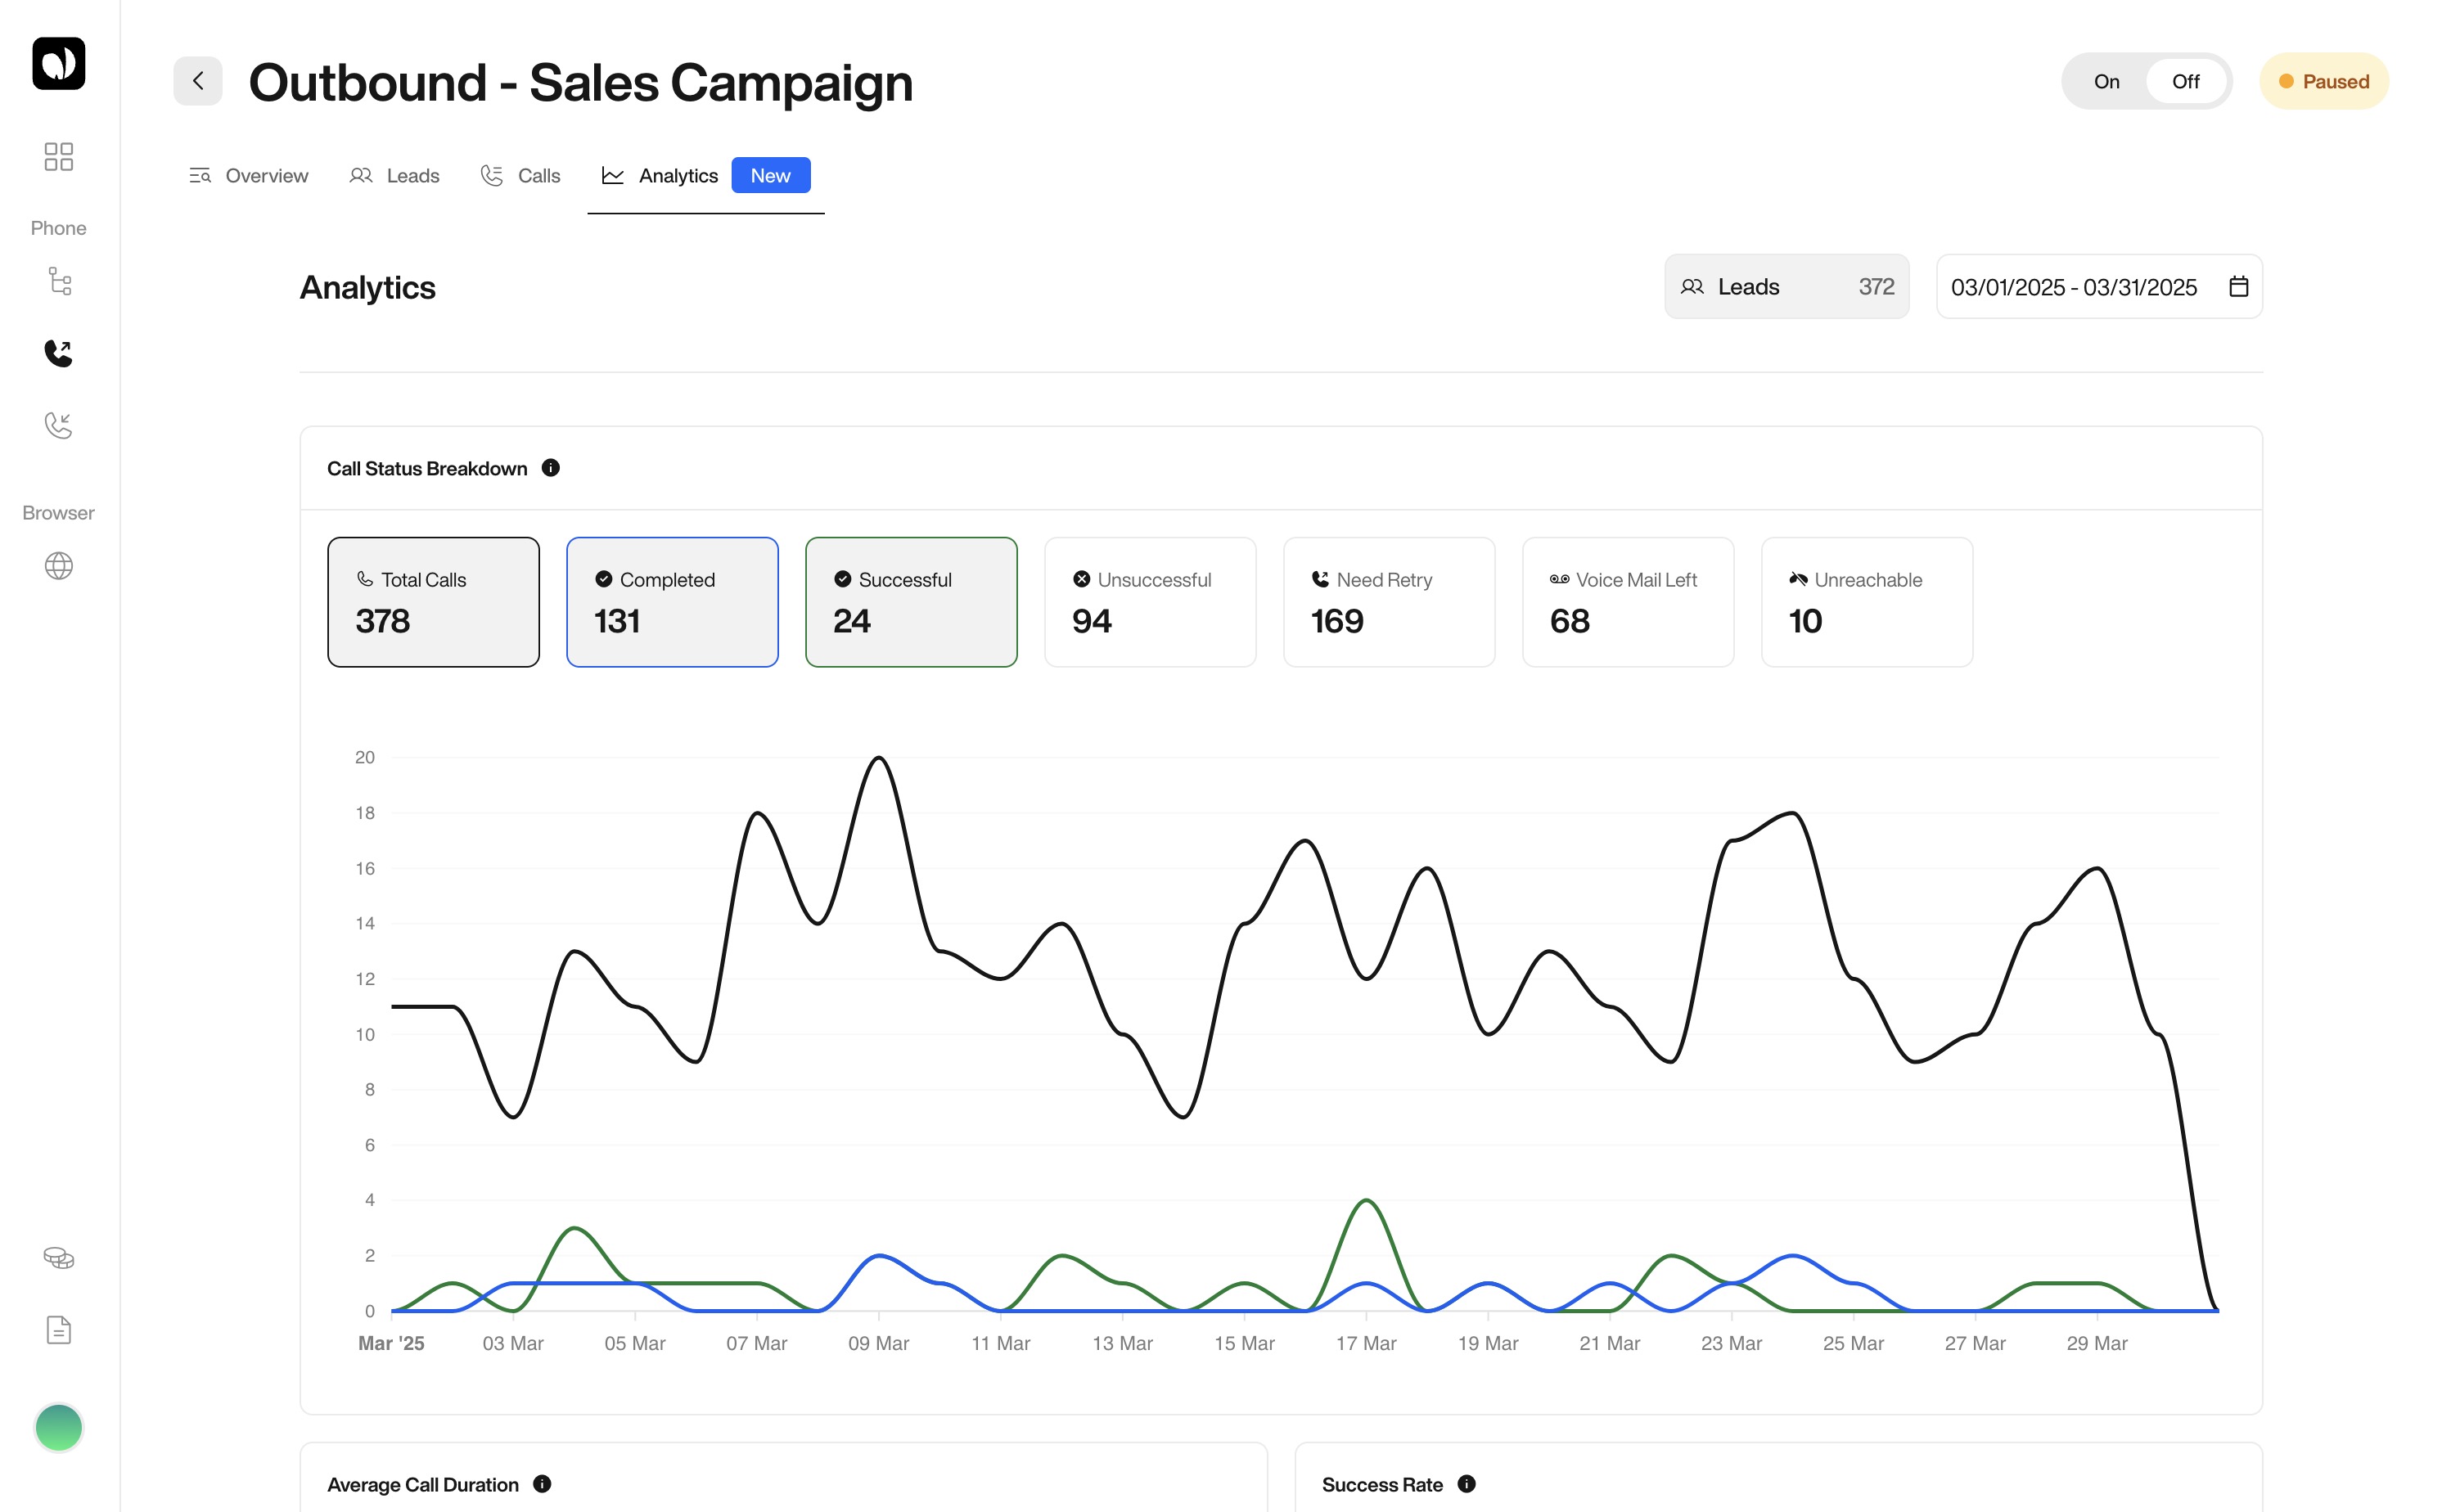 Outbound - Sales Campaign
On Off Paused
Overview Leads Calls Analytics New
Phone
Analytics
Leads 372 03/01/2025 - 03/31/2025
Call Status Breakdown
Browser
Total Calls
378
Completed
131
Successful
24
Unsuccessful
94
Need Retry
169
Voice Mail Left
68
Unreachable
10
20
18
16
14
12
10
8
6
4
2
0
Mar '25 03 Mar 05 Mar 07 Mar 09 Mar 11 Mar 13 Mar 15 Mar 17 Mar 19 Mar 21 Mar 23 Mar 25 Mar 27 Mar 29 Mar
Average Call Duration
Success Rate